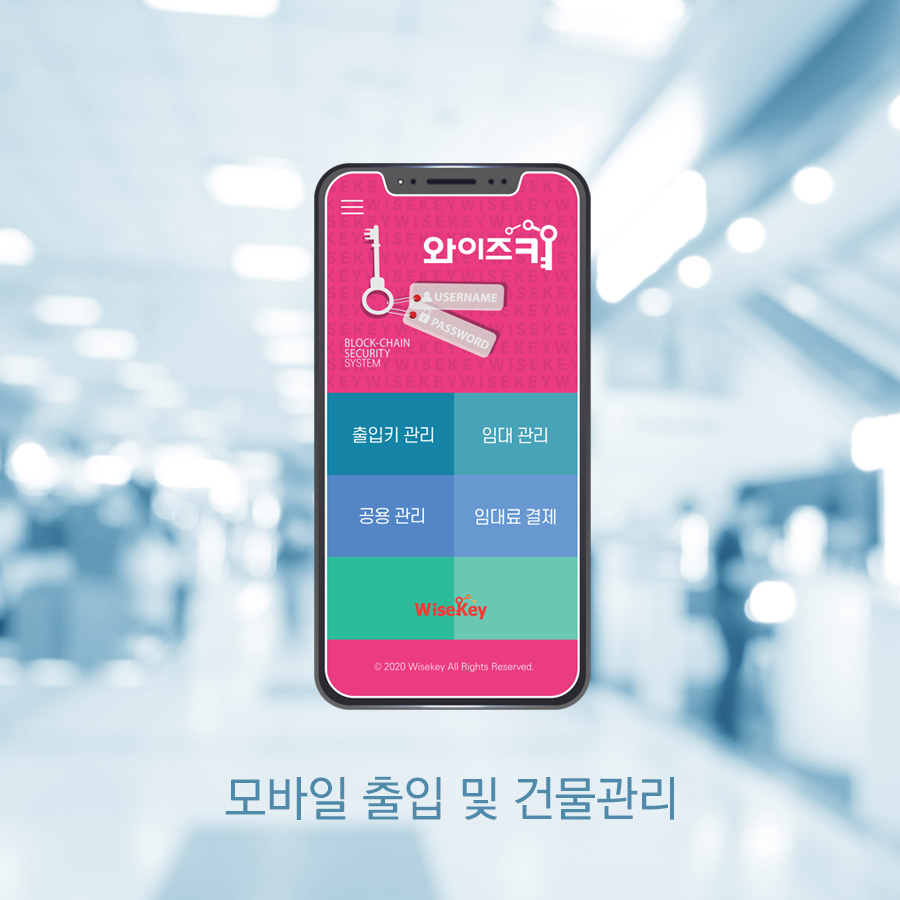 와이즈키
USERNAME
PASSWORD
BLOCK-CHAIN
SECURITY
SYSTEM
출입키 관리
임대 관리
공용 관리
임대료 결제
WiseKey
© 2020 Wisekey All Rights Reserved.
모바일 출입 및 건물관리